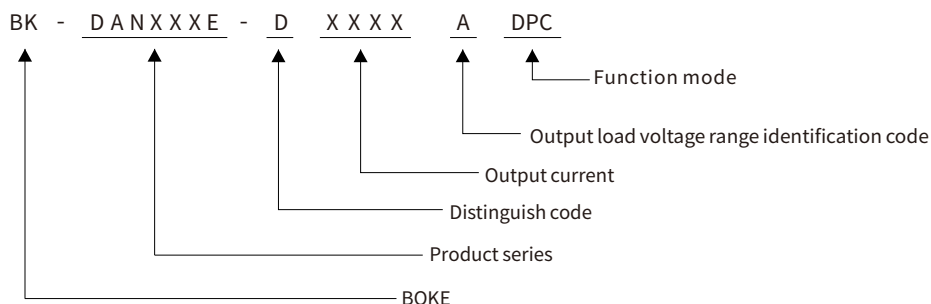 BK - DANXXXE - D XXXX A DPC
Function mode
Output load voltage range identification code
Output current
Distinguish code
Product series
BOKE